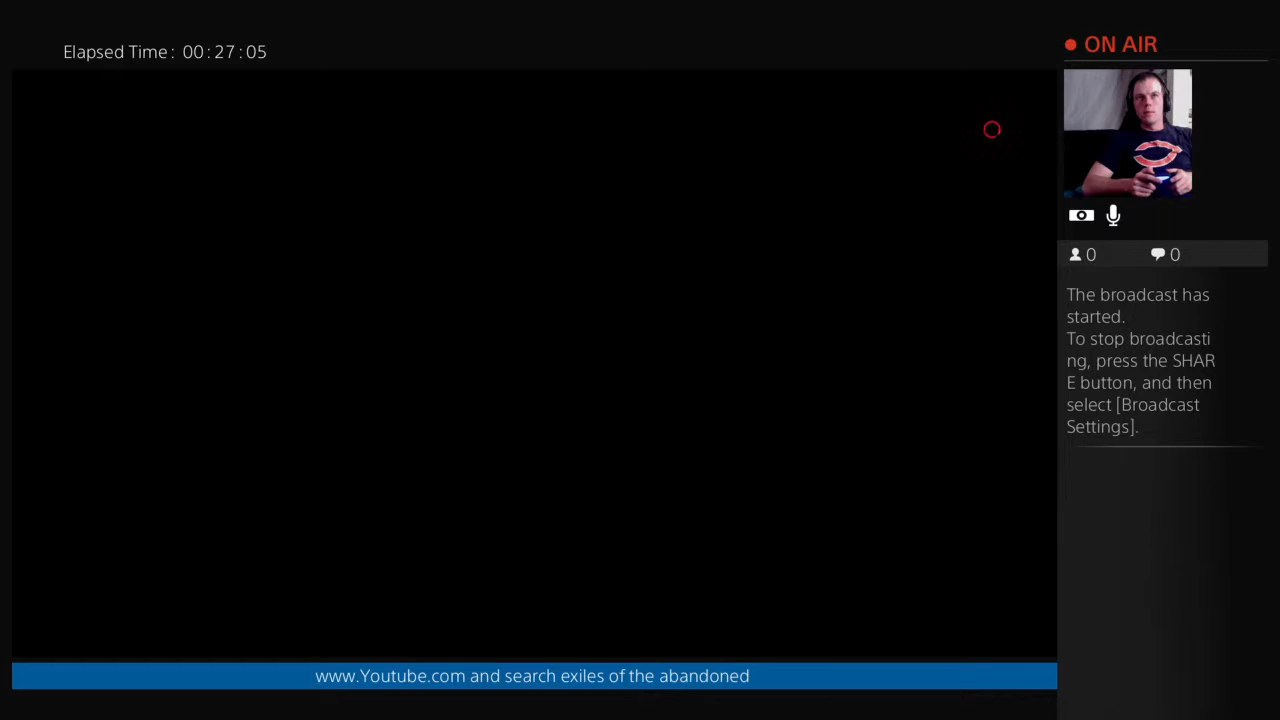 Elapsed Time: 00:27:05
ON AIR
0 0
The broadcast has
started.
To stop broadcasti
ng, press the SHAR
E button, and then
select [Broadcast
Settings].
www.Youtube.com and search exiles of the abandoned